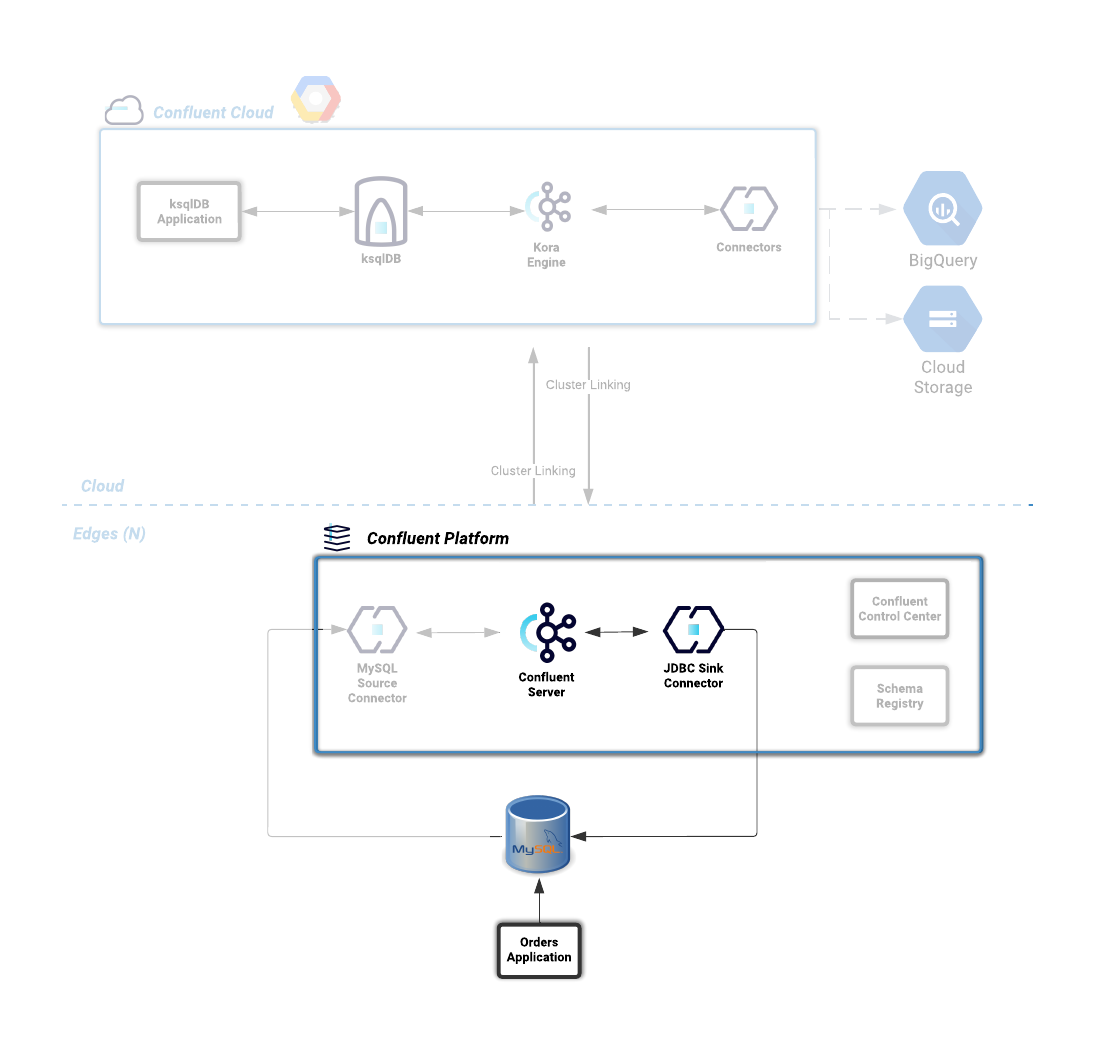 Confluent Cloud
ksqlDB
Application
ksqlDB
Kora
Engine
Connectors
BigQuery
Cloud
Storage
Cluster Linking
Cluster Linking
Cloud
Edges (N)
Confluent Platform
MySQL
Source
Connector
Confluent
Server
JDBC Sink
Connector
Confluent
Control Center
Schema
Registry
MySQL
Orders
Application